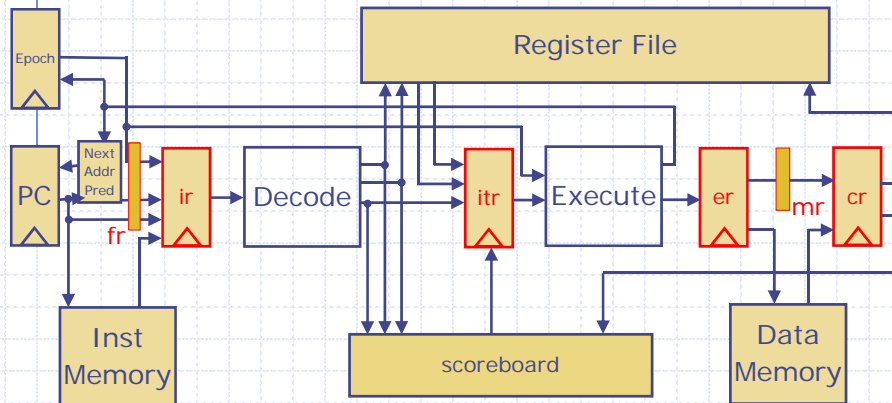 Register File
Epoch
Next
Addr
Pred
PC
fr
ir
Decode
itr
Execute
er
mr
cr
Inst
Memory
scoreboard
Data
Memory